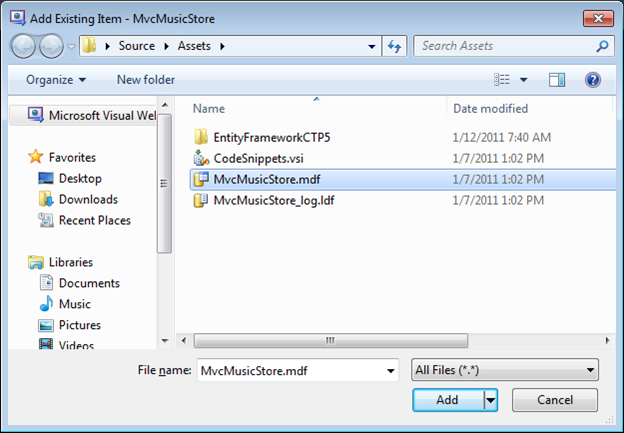 Add Existing Item - MvcMusicStore
Source Assets
Search Assets
Organize New folder
Microsoft Visual Web
Favorites
Desktop
Downloads
Recent Places
Libraries
Documents
Music
Pictures
Videos
Name Date modified
EntityFrameworkCTP5 1/12/2011 7:40 AM
CodeSnippets.vsi 1/7/2011 1:02 PM
MvcMusicStore.mdf 1/7/2011 1:02 PM
MvcMusicStore_log.ldf 1/7/2011 1:02 PM
File name: MvcMusicStore.mdf All Files (*.*)
Add Cancel